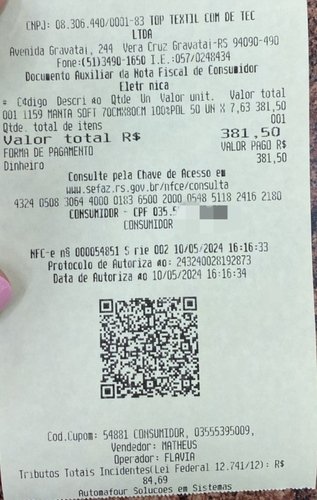 CNPJ: 08.306.440/0001-83 TOP TEXTIL COM DE TEC
LTDA
Avenida Gravatai, 244 Vera Cruz Gravatai-RS 94090-490
Fone:(51)3490-1650 I.E.:057/0248434
Documento Auxiliar da Nota Fiscal de Consumidor
Eletr nica
# C¢digo Descri ‡Æo Qtde Un Valor unit. Valor total
001 1159 MANTA SOFT 70CMX80CM 100%POL 50 UN X 7,63 381,50
Qtde. total de itens 001
Valor total R$ 381,50
FORMA DE PAGAMENTO VALOR PAGO R$
Dinheiro 381,50
Consulte pela Chave de Acesso em
www.sefaz.rs.gov.br/nfce/consulta
4324 0508 3064 4000 0183 6500 2000 0548 5118 2416 2180
CONSUMIDOR - CPF 035.5
CONSUMIDOR
NFC-e nº 000054851 S rie 002 10/05/2024 16:16:33
Protocolo de Autoriza ‡Æo: 243240028192873
Data de Autoriza ‡Æo 10/05/2024 16:16:34
Cod.Cupom: 54881 CONSUMIDOR, 03555395009,
Vendedor: MATHEUS
Operador: FLAVIA
Tributos Totais Incidentes(Lei Federal 12.741/12): R$
84,69
Automafour Solucoes em Sistemas